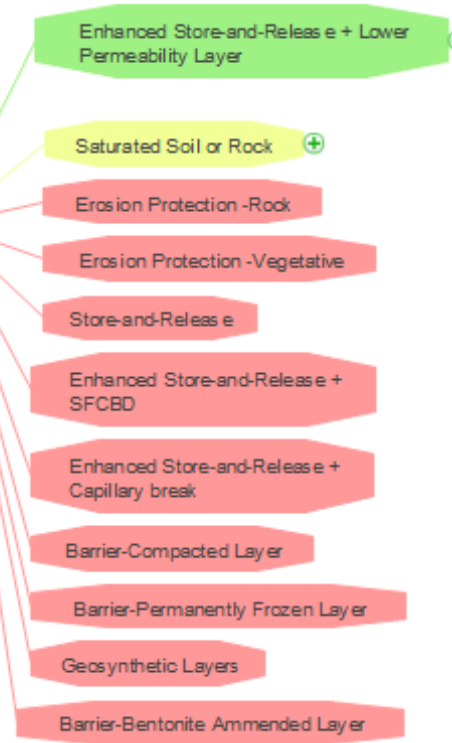 Enhanced Store-and-Release + Lower
Permeability Layer
Saturated Soil or Rock
Erosion Protection -Rock
Erosion Protection -Vegetative
Store-and-Release
Enhanced Store-and-Release +
SFCBD
Enhanced Store-and-Release +
Capillary break
Barrier-Compacted Layer
Barrier-Permanently Frozen Layer
Geosynthetic Layers
Barrier-Bentonite Ammended Layer